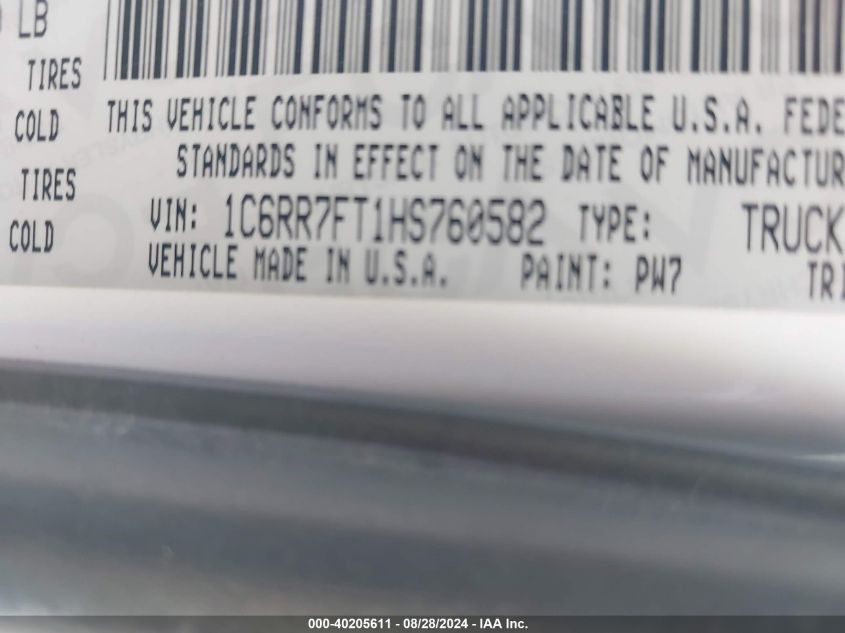 LB
TIRES
COLD
TIRES
COLD
THIS VEHICLE CONFORMS TO ALL APPLICABLE U.S.A. FEDE
STANDARDS IN EFFECT ON THE DATE OF MANUFACTUR
VIN: 1C6RR7FT1HS760582 TYPE: TRUCK
VEHICLE MADE IN U.S.A. PAINT: PW7 TRI
000-40205611 - 08/28/2024 - IAA Inc.